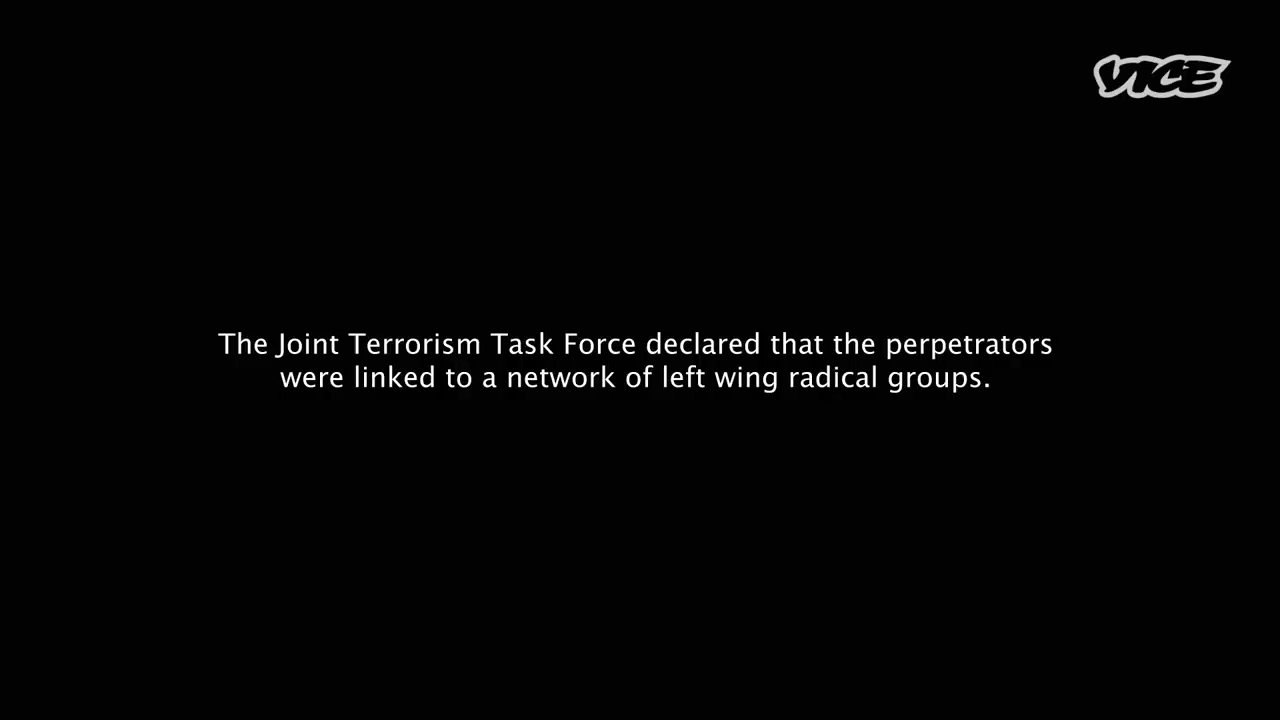 VICE
The Joint Terrorism Task Force declared that the perpetrators
were linked to a network of left wing radical groups.